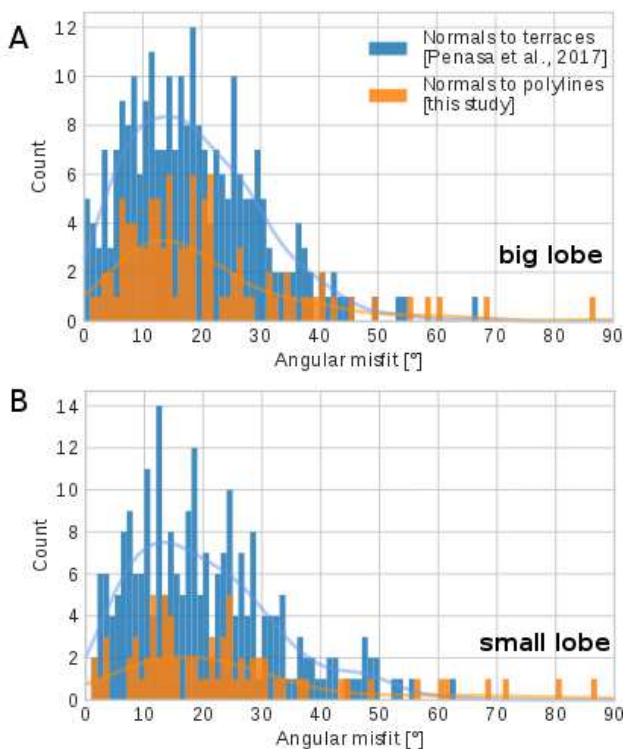 A
12
10
8
6
4
2
0
Count
Normals to terraces
[Penasa et al., 2017]
Normals to polylines
[this study]
big lobe
0 10 20 30 40 50 60 70 80 90
Angular misfit [°]
B
14
12
10
8
6
4
2
0
Count
small lobe
0 10 20 30 40 50 60 70 80 90
Angular misfit [°]